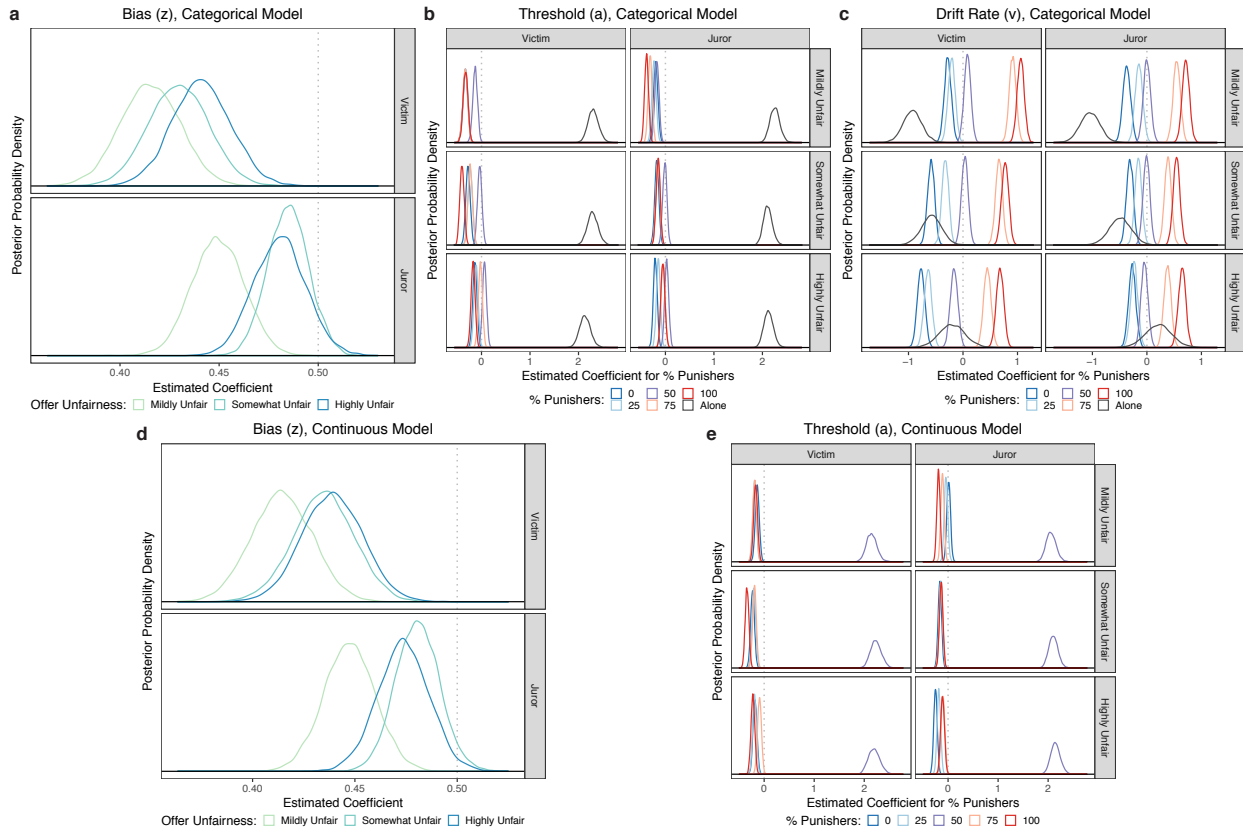 a
Bias (z), Categorical Model
Posterior Probability Density
Victim
Juror
0.40 0.45 0.50
Estimated Coefficient
Offer Unfairness: Mildly Unfair Somewhat Unfair Highly Unfair
b
Threshold (a), Categorical Model
Victim Juror
Posterior Probability Density
Mildly Unfair
Somewhat Unfair
Highly Unfair
0 1 2 0 1 2
Estimated Coefficient for % Punishers
% Punishers: 0 50 100
25 75 Alone
c
Drift Rate (v), Categorical Model
Victim Juror
Posterior Probability Density
Mildly Unfair
Somewhat Unfair
Highly Unfair
−1 0 1 −1 0 1
Estimated Coefficient for % Punishers
% Punishers: 0 50 100
25 75 Alone
d
Bias (z), Continuous Model
Posterior Probability Density
Victim
Juror
0.40 0.45 0.50
Estimated Coefficient
Offer Unfairness: Mildly Unfair Somewhat Unfair Highly Unfair
e
Threshold (a), Continuous Model
Victim Juror
Posterior Probability Density
Mildly Unfair
Somewhat Unfair
Highly Unfair
0 1 2 0 1 2
Estimated Coefficient for % Punishers
% Punishers: 0 25 50 75 100